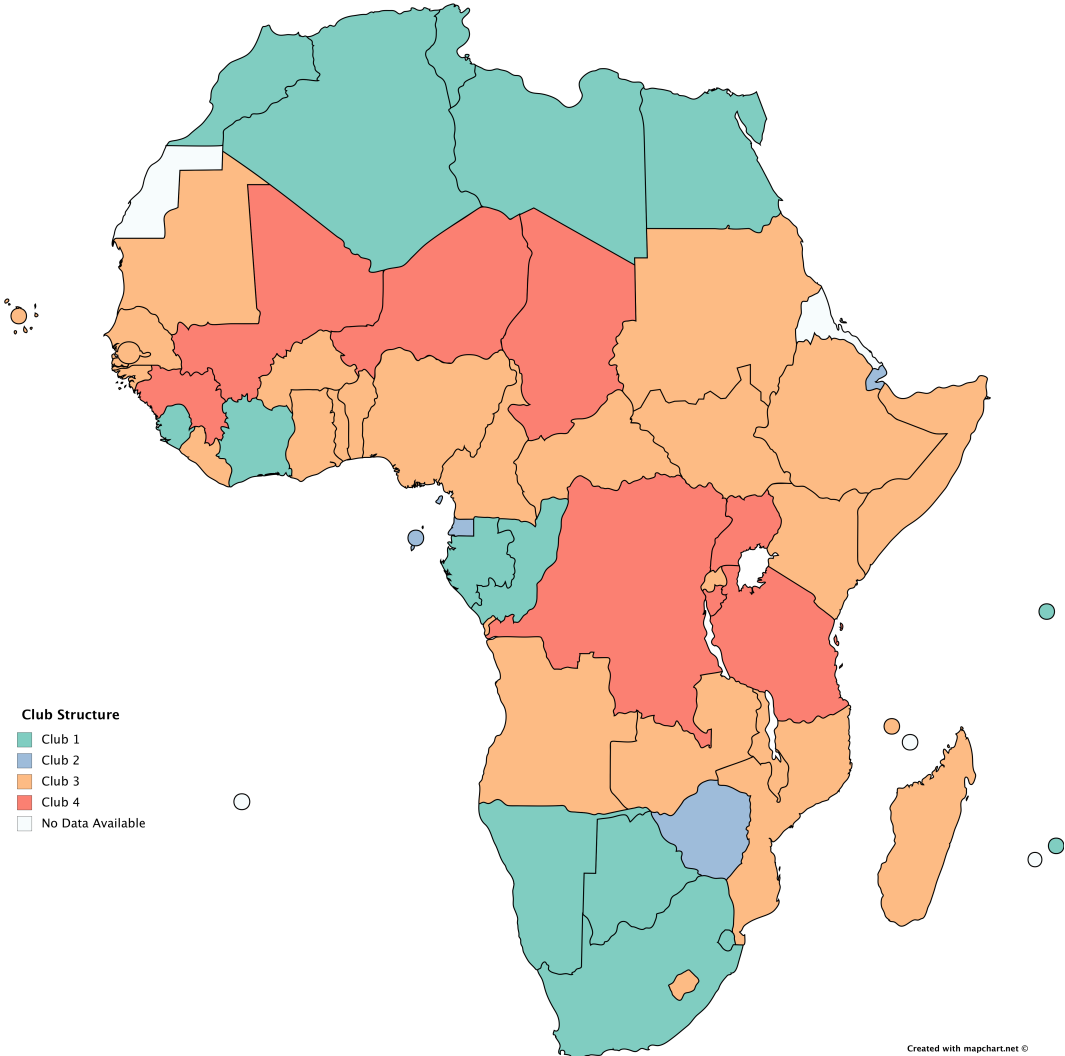 Club Structure
Club 1
Club 2
Club 3
Club 4
No Data Available
Created with mapchart.net ©